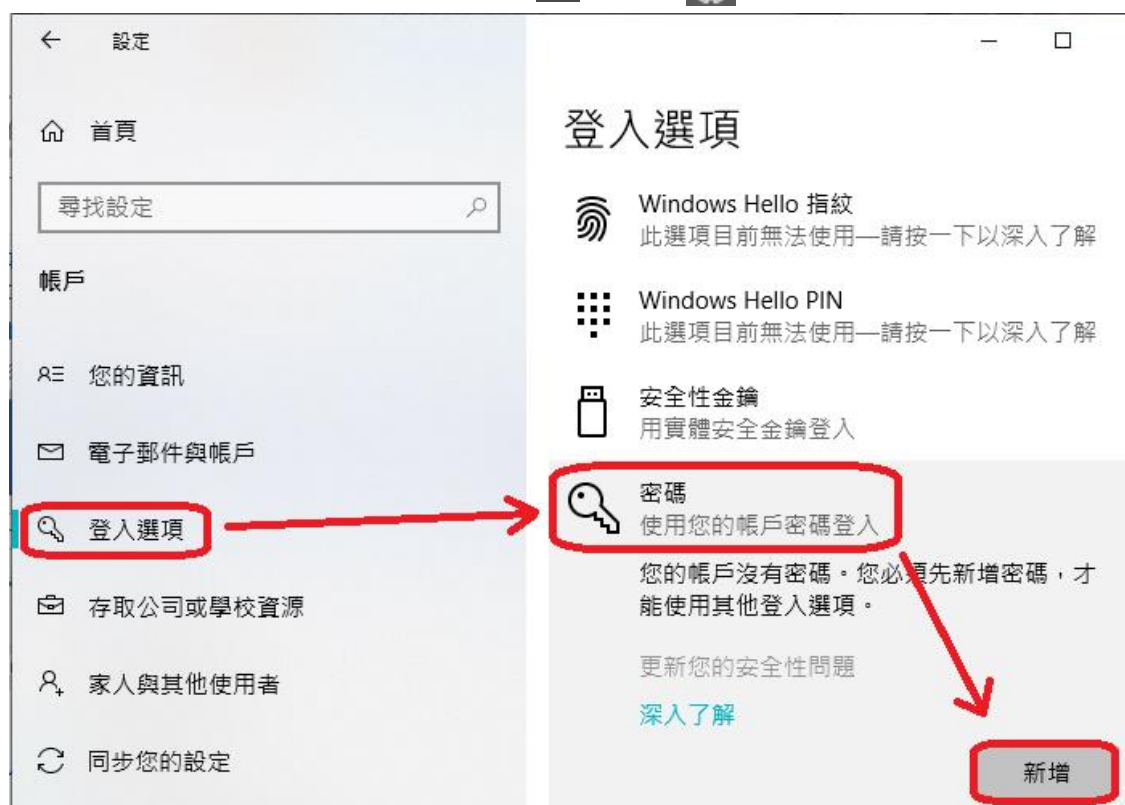 設定
首頁
尋找設定
帳戶
您的資訊
電子郵件與帳戶
登入選項
存取公司或學校資源
家人與其他使用者
同步您的設定
登入選項
Windows Hello 指紋
此選項目前無法使用—請按一下以深入了解
Windows Hello PIN
此選項目前無法使用—請按一下以深入了解
安全性金鑰
用實體安全金鑰登入
密碼
使用您的帳戶密碼登入
您的帳戶沒有密碼。您必須先新增密碼，才
能使用其他登入選項。
更新您的安全性問題
深入了解
新增